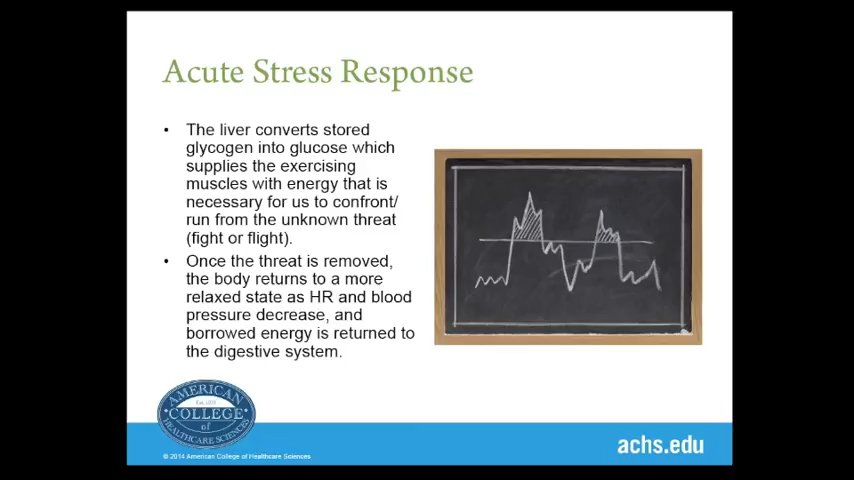 Acute Stress Response
• The liver converts stored
glycogen into glucose which
supplies the exercising
muscles with energy that is
necessary for us to confront/
run from the unknown threat
(fight or flight).
• Once the threat is removed,
the body returns to a more
relaxed state as HR and blood
pressure decrease, and
borrowed energy is returned to
the digestive system.
AMERICAN
COLLEGE
of
HEALTHCARE SCIENCES
© 2014 American College of Healthcare Sciences
achs.edu